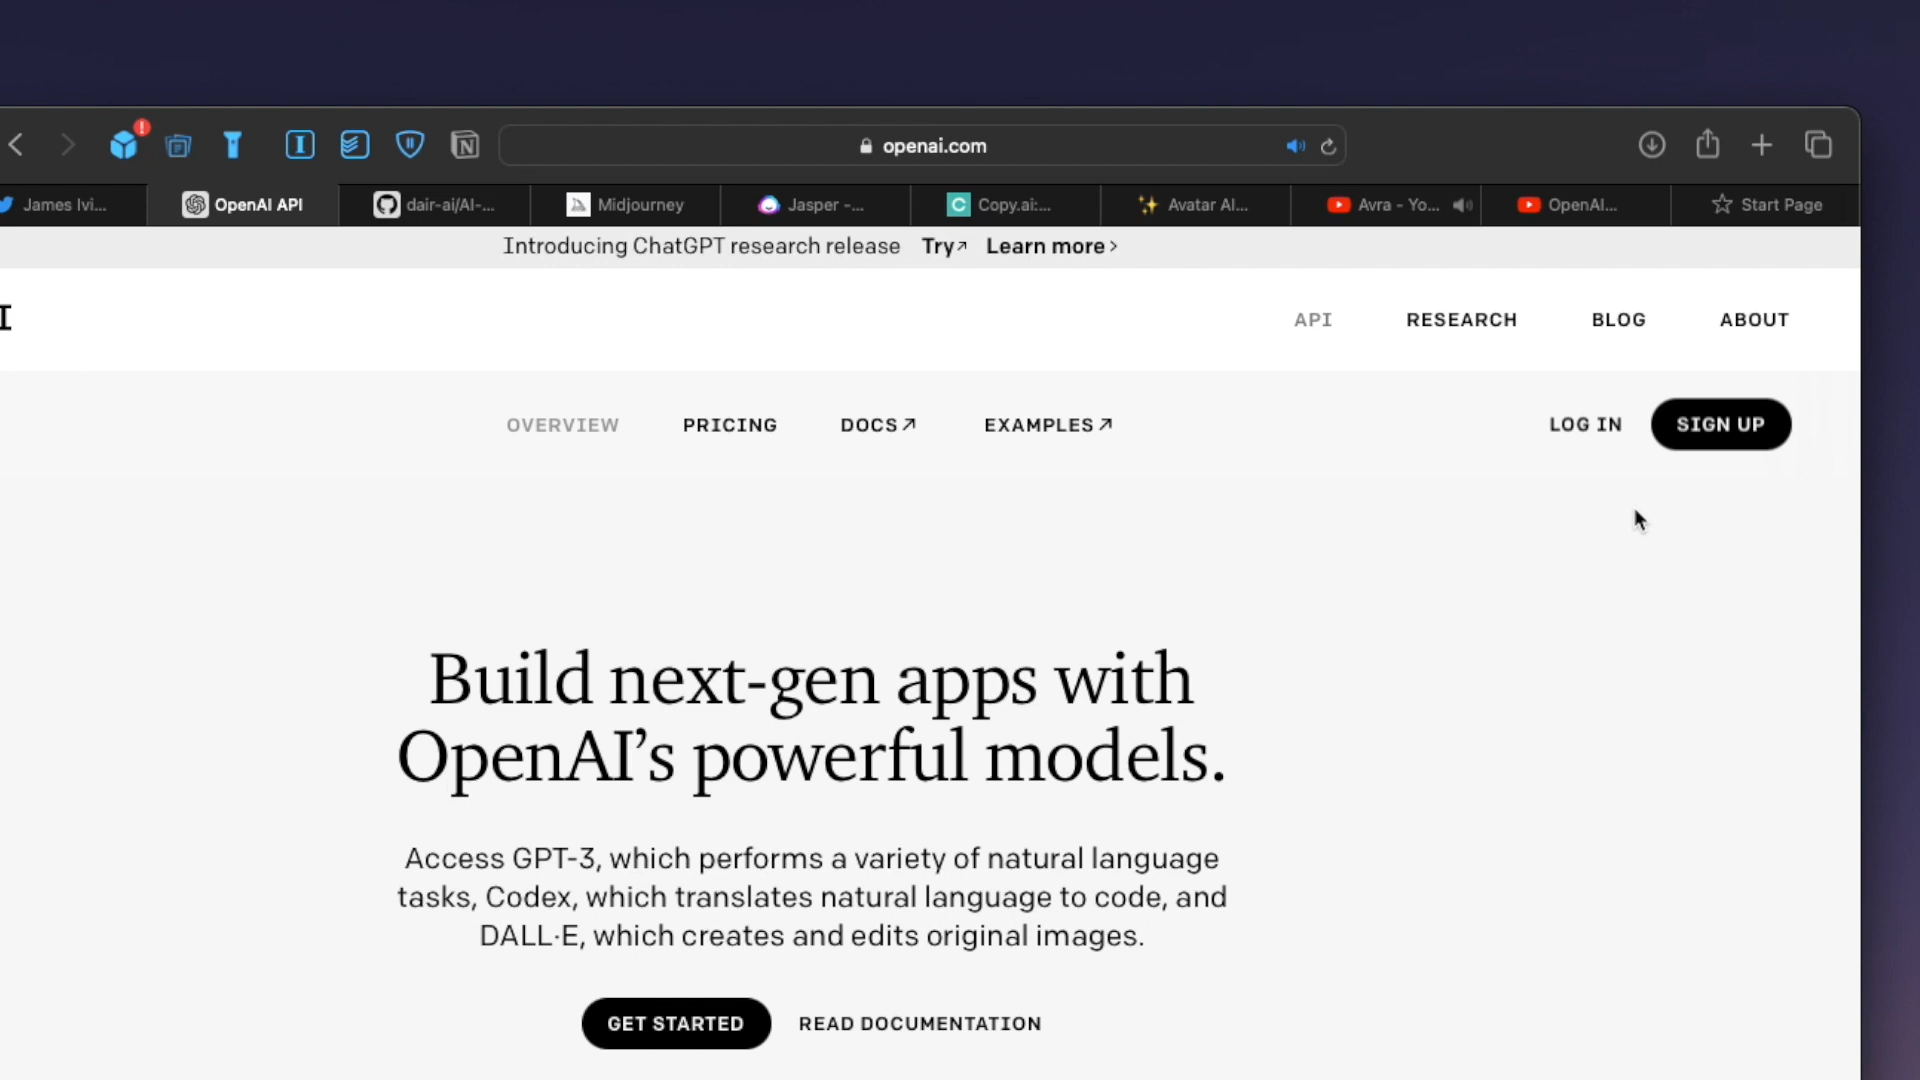 openai.com
James Ivi...
OpenAI API
dair-ai/AI-...
Midjourney
Jasper -...
Copy.ai:...
Avatar AI...
Avra - Yo...
OpenAI...
Start Page
Introducing ChatGPT research release Try↗ Learn more >
I
API RESEARCH BLOG ABOUT
OVERVIEW PRICING DOCS↗ EXAMPLES↗ LOG IN SIGN UP
Build next-gen apps with
OpenAI’s powerful models.
Access GPT-3, which performs a variety of natural language
tasks, Codex, which translates natural language to code, and
DALL·E, which creates and edits original images.
GET STARTED READ DOCUMENTATION